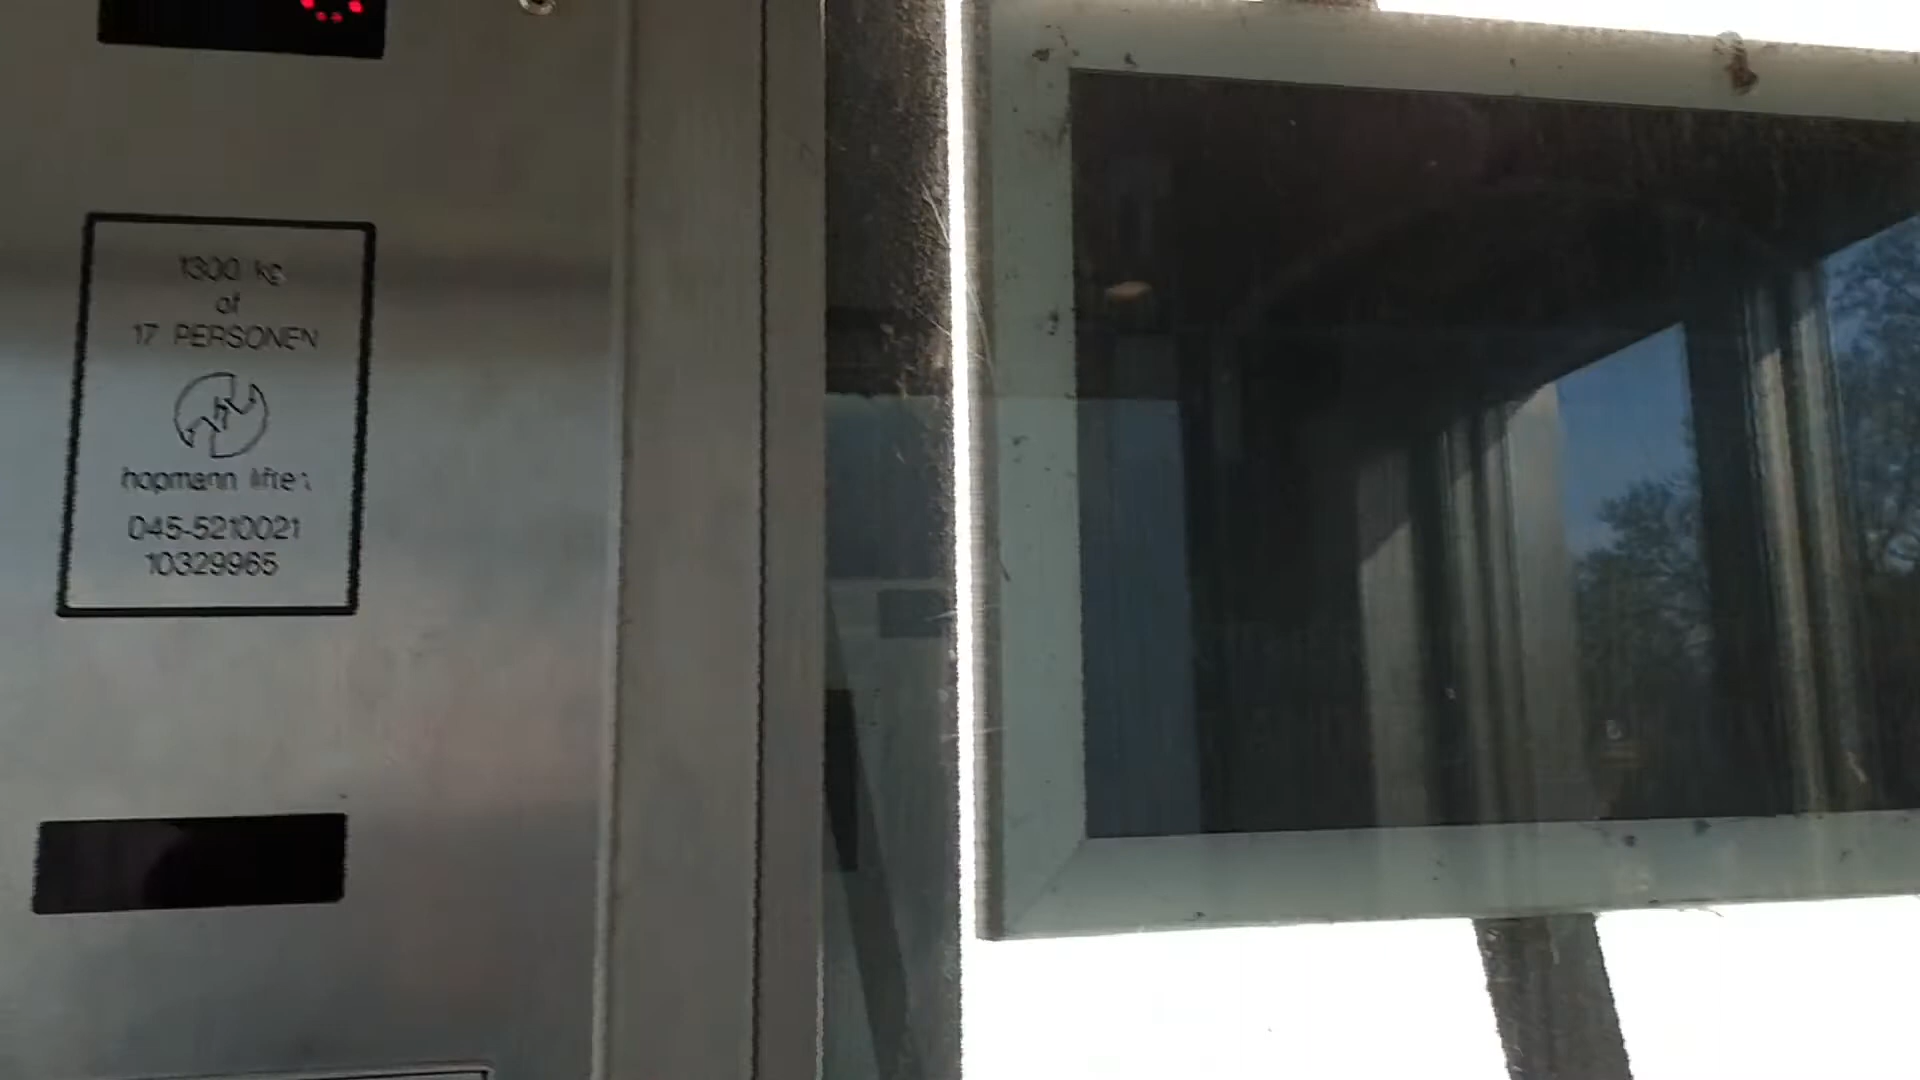 1300 kg
of
17 PERSONEN
hopmann liften
045-5210021
10329965